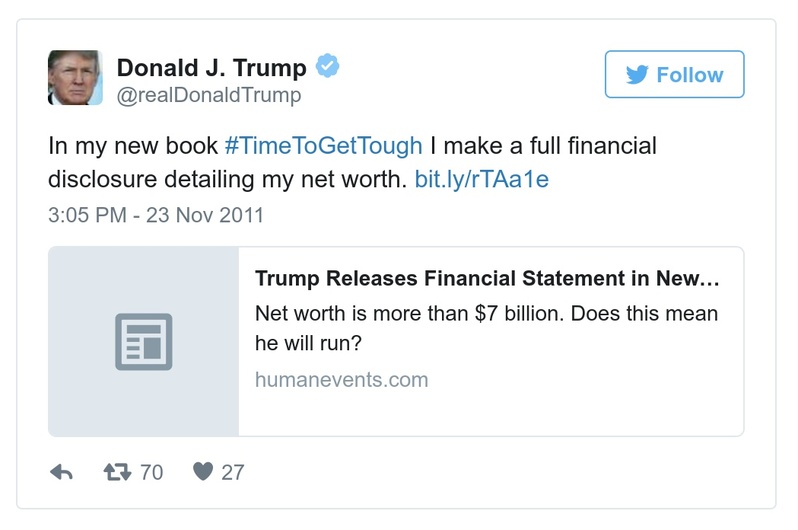 Donald J. Trump
@realDonaldTrump
Follow
In my new book #TimeToGetTough I make a full financial
disclosure detailing my net worth. bit.ly/rTAa1e
3:05 PM - 23 Nov 2011
Trump Releases Financial Statement in New…
Net worth is more than $7 billion. Does this mean
he will run?
humanevents.com
70
27